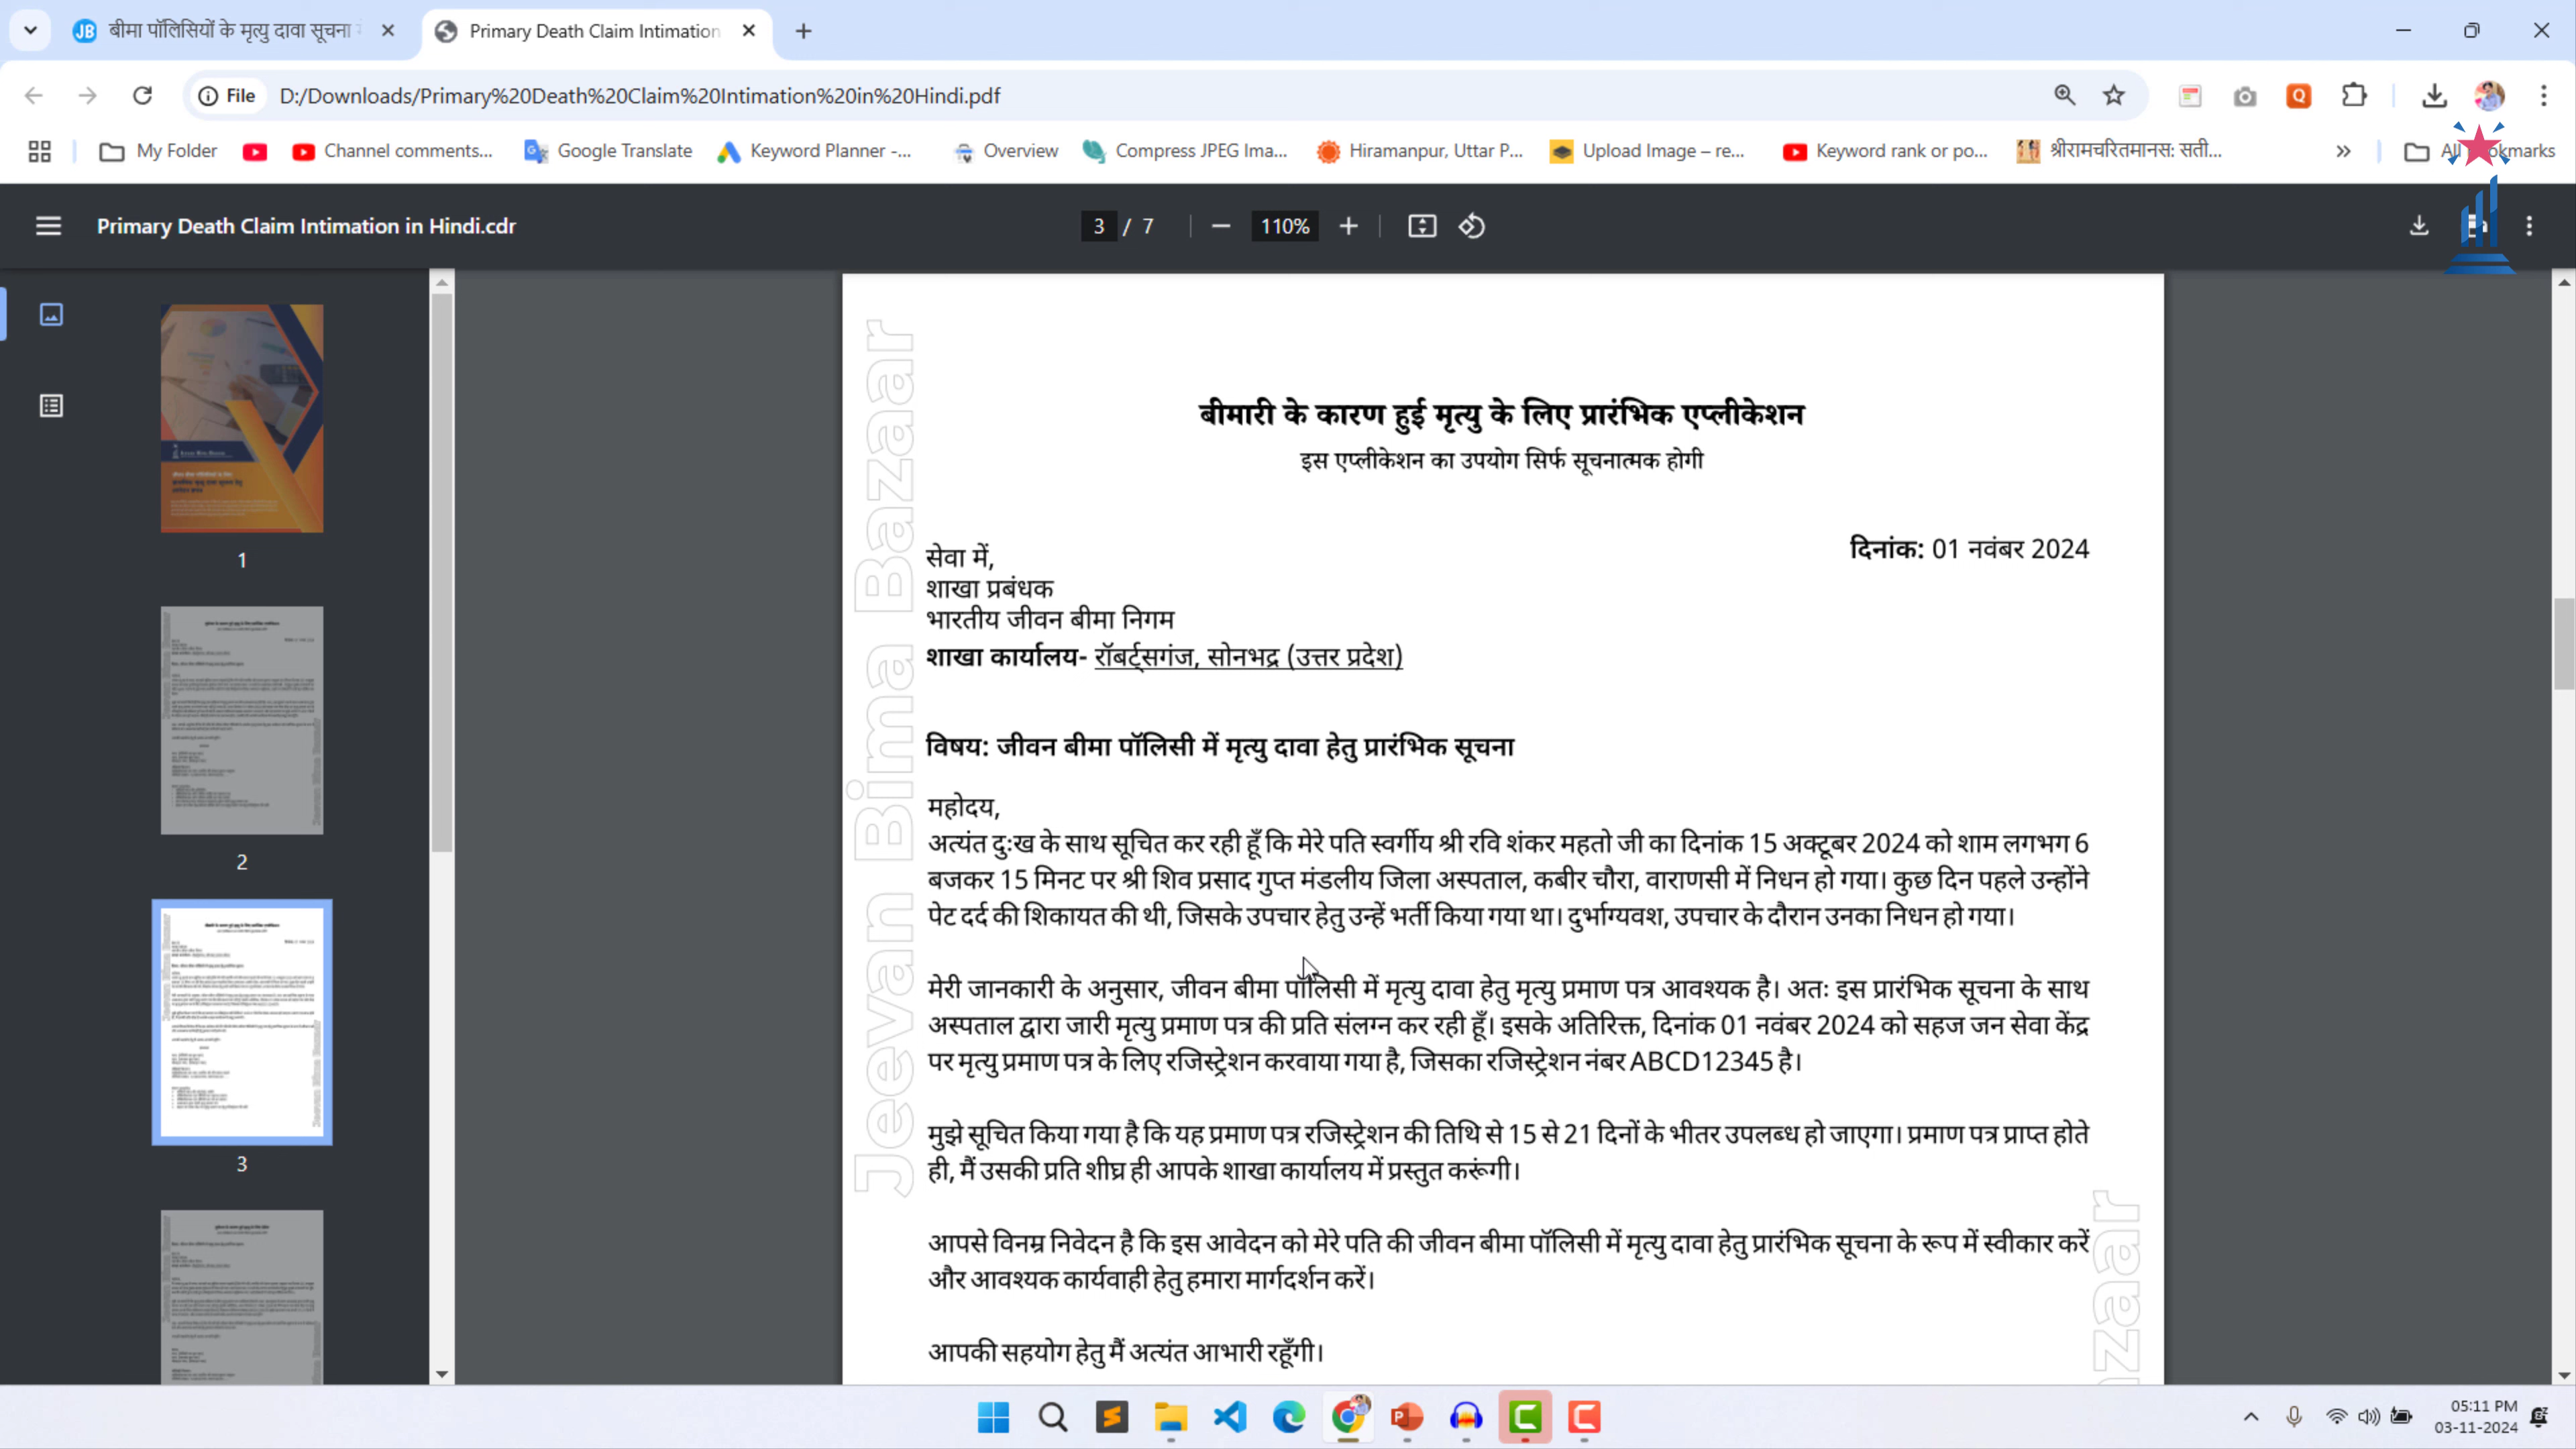 JB बीमा पॉलिसियों के मृत्यु दावा सूचना
Primary Death Claim Intimation
File D:/Downloads/Primary%20Death%20Claim%20Intimation%20in%20Hindi.pdf
My Folder Channel comments... Google Translate Keyword Planner -... Overview Compress JPEG Ima... Hiramanpur, Uttar P... Upload Image – re... Keyword rank or po... श्रीरामचरितमानस: सती... All Bookmarks
Primary Death Claim Intimation in Hindi.cdr 3 / 7 110%
1
2
3
Jeevan Bima Bazaar
बीमारी के कारण हुई मृत्यु के लिए प्रारंभिक एप्लीकेशन
इस एप्लीकेशन का उपयोग सिर्फ सूचनात्मक होगी
दिनांक: 01 नवंबर 2024
सेवा में,
शाखा प्रबंधक
भारतीय जीवन बीमा निगम
शाखा कार्यालय- रॉबर्ट्सगंज, सोनभद्र (उत्तर प्रदेश)
विषय: जीवन बीमा पॉलिसी में मृत्यु दावा हेतु प्रारंभिक सूचना
महोदय,
अत्यंत दुःख के साथ सूचित कर रही हूँ कि मेरे पति स्वर्गीय श्री रवि शंकर महतो जी का दिनांक 15 अक्टूबर 2024 को शाम लगभग 6
बजकर 15 मिनट पर श्री शिव प्रसाद गुप्त मंडलीय जिला अस्पताल, कबीर चौरा, वाराणसी में निधन हो गया। कुछ दिन पहले उन्होंने
पेट दर्द की शिकायत की थी, जिसके उपचार हेतु उन्हें भर्ती किया गया था। दुर्भाग्यवश, उपचार के दौरान उनका निधन हो गया।
मेरी जानकारी के अनुसार, जीवन बीमा पॉलिसी में मृत्यु दावा हेतु मृत्यु प्रमाण पत्र आवश्यक है। अतः इस प्रारंभिक सूचना के साथ
अस्पताल द्वारा जारी मृत्यु प्रमाण पत्र की प्रति संलग्न कर रही हूँ। इसके अतिरिक्त, दिनांक 01 नवंबर 2024 को सहज जन सेवा केंद्र
पर मृत्यु प्रमाण पत्र के लिए रजिस्ट्रेशन करवाया गया है, जिसका रजिस्ट्रेशन नंबर ABCD12345 है।
मुझे सूचित किया गया है कि यह प्रमाण पत्र रजिस्ट्रेशन की तिथि से 15 से 21 दिनों के भीतर उपलब्ध हो जाएगा। प्रमाण पत्र प्राप्त होते
ही, मैं उसकी प्रति शीघ्र ही आपके शाखा कार्यालय में प्रस्तुत करूंगी।
आपसे विनम्र निवेदन है कि इस आवेदन को मेरे पति की जीवन बीमा पॉलिसी में मृत्यु दावा हेतु प्रारंभिक सूचना के रूप में स्वीकार करें
और आवश्यक कार्यवाही हेतु हमारा मार्गदर्शन करें।
आपकी सहयोग हेतु मैं अत्यंत आभारी रहूँगी।
05:11 PM
03-11-2024